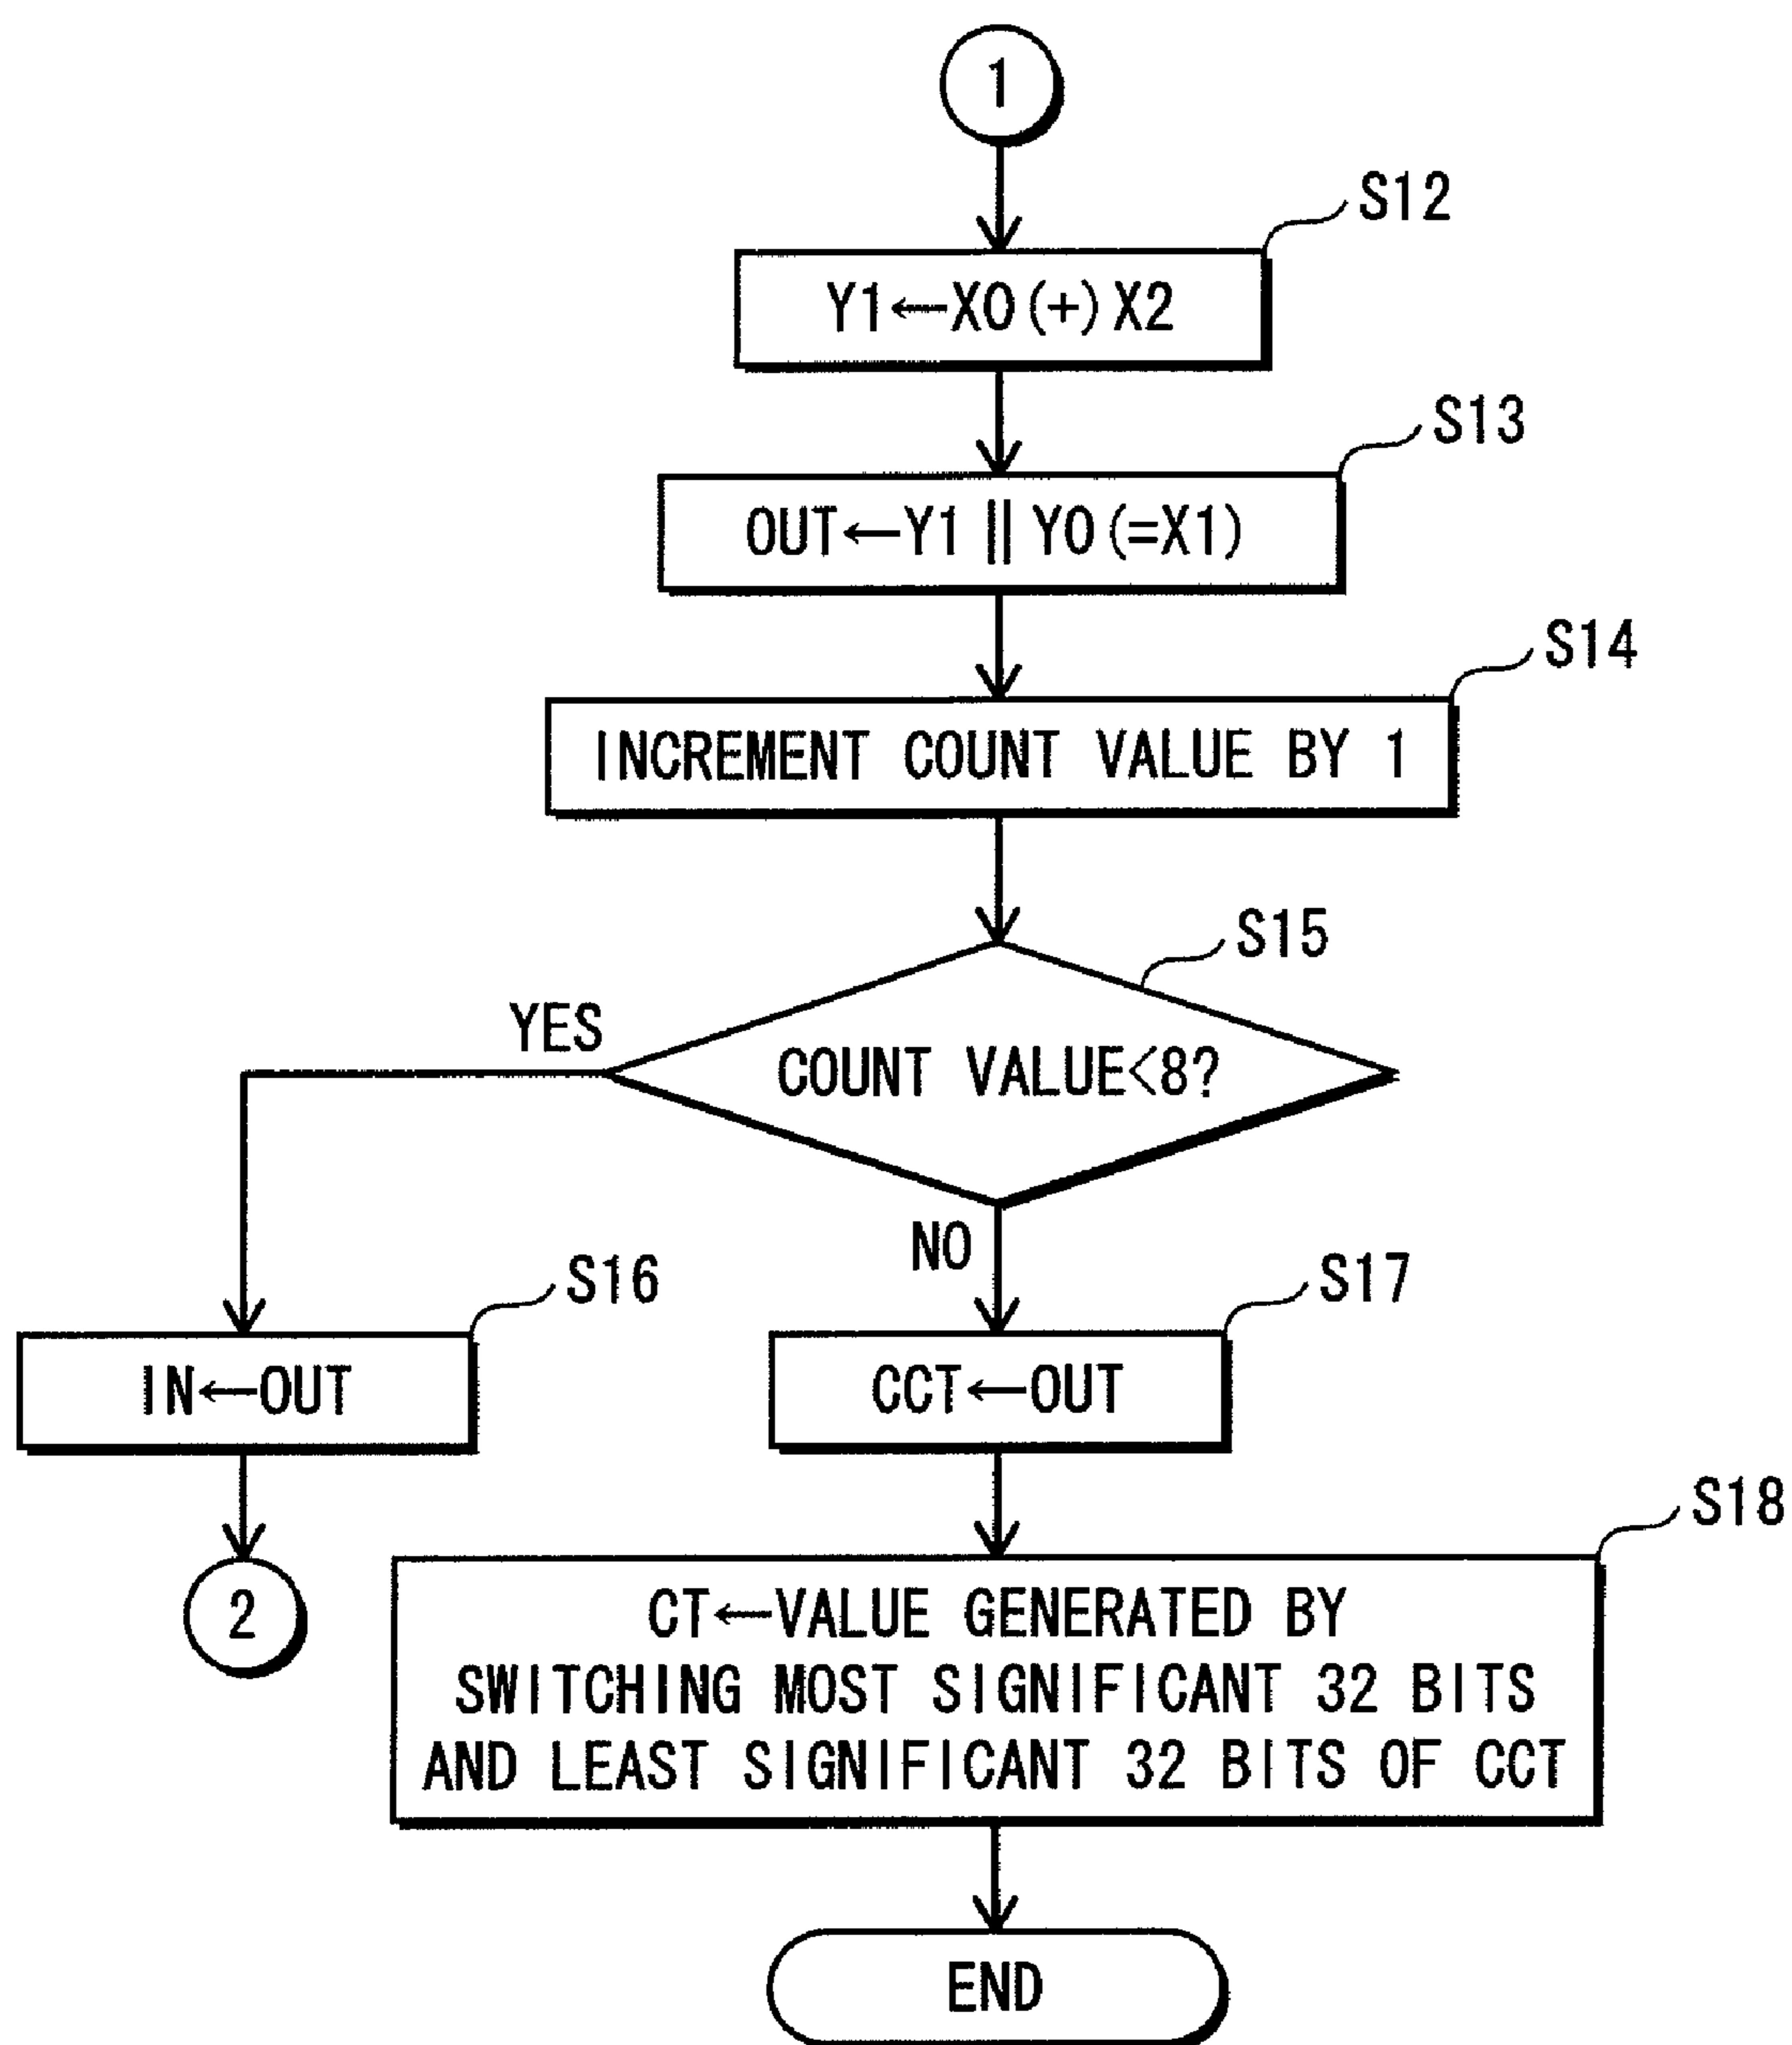 1
S12
Y1←X0(+)X2
S13
OUT←Y1||Y0(=X1)
S14
INCREMENT COUNT VALUE BY 1
S15
YES
COUNT VALUE<8?
NO
S16
S17
IN←OUT
CCT←OUT
S18
2
CT←VALUE GENERATED BY
SWITCHING MOST SIGNIFICANT 32 BITS
AND LEAST SIGNIFICANT 32 BITS OF CCT
END